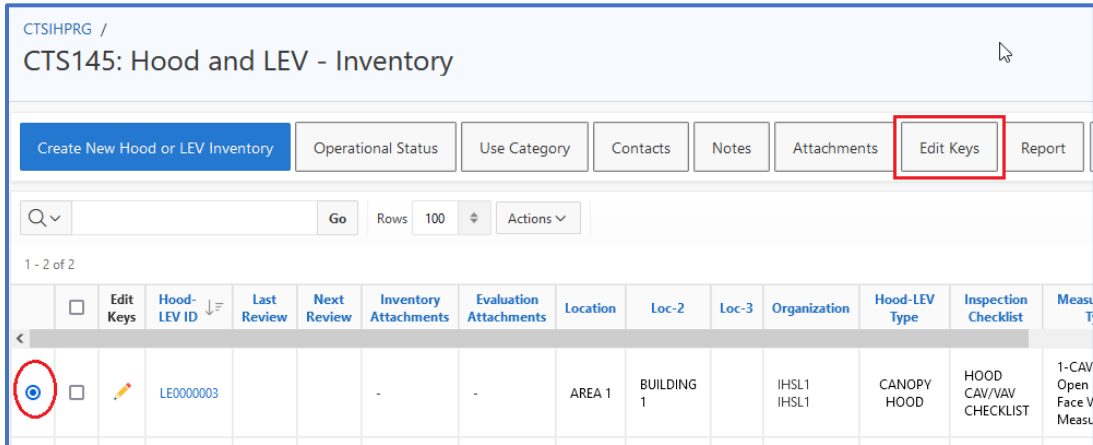 CTSIHPRG /
CTS145: Hood and LEV - Inventory
Create New Hood or LEV Inventory Operational Status Use Category Contacts Notes Attachments Edit Keys Report
Go Rows 100 Actions
1 - 2 of 2
Edit Hood- Last Next Inventory Evaluation Location Loc-2 Loc-3 Organization Hood-LEV Inspection
Keys LEV ID Review Review Attachments Attachments Type Checklist
LE0000003 - - AREA 1 BUILDING IHSL1 CANOPY HOOD 1-CAV
1 IHSL1 HOOD CAV/VAV Open
CHECKLIST Face